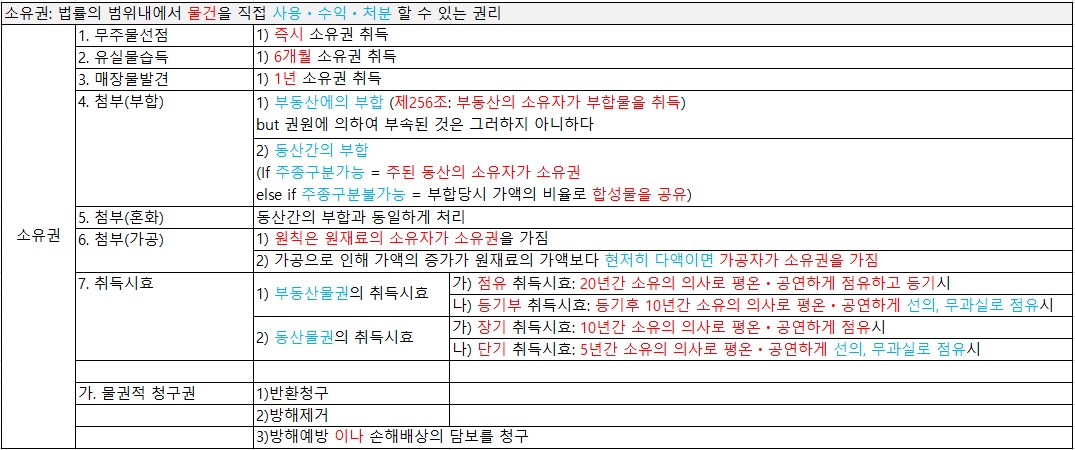 소유권: 법률의 범위내에서 물건을 직접 사용・수익・처분 할 수 있는 권리
소유권
1. 무주물선점
1) 즉시 소유권 취득
2. 유실물습득
1) 6개월 소유권 취득
3. 매장물발견
1) 1년 소유권 취득
4. 첨부(부합)
1) 부동산에의 부합 (제256조: 부동산의 소유자가 부합물을 취득)
but 권원에 의하여 부속된 것은 그러하지 아니하다
2) 동산간의 부합
(If 주종구분가능 = 주된 동산의 소유자가 소유권
else if 주종구분불가능 = 부합당시 가액의 비율로 합성물을 공유)
5. 첨부(혼화)
동산간의 부합과 동일하게 처리
6. 첨부(가공)
1) 원칙은 원재료의 소유자가 소유권을 가짐
2) 가공으로 인해 가액의 증가가 원재료의 가액보다 현저히 다액이면 가공자가 소유권을 가짐
7. 취득시효
1) 부동산물권의 취득시효
가) 점유 취득시효: 20년간 소유의 의사로 평온・공연하게 점유하고 등기시
나) 등기부 취득시효: 등기후 10년간 소유의 의사로 평온・공연하게 선의, 무과실로 점유시
2) 동산물권의 취득시효
가) 장기 취득시효: 10년간 소유의 의사로 평온・공연하게 점유시
나) 단기 취득시효: 5년간 소유의 의사로 평온・공연하게 선의, 무과실로 점유시
가. 물권적 청구권
1)반환청구
2)방해제거
3)방해예방 이나 손해배상의 담보를 청구